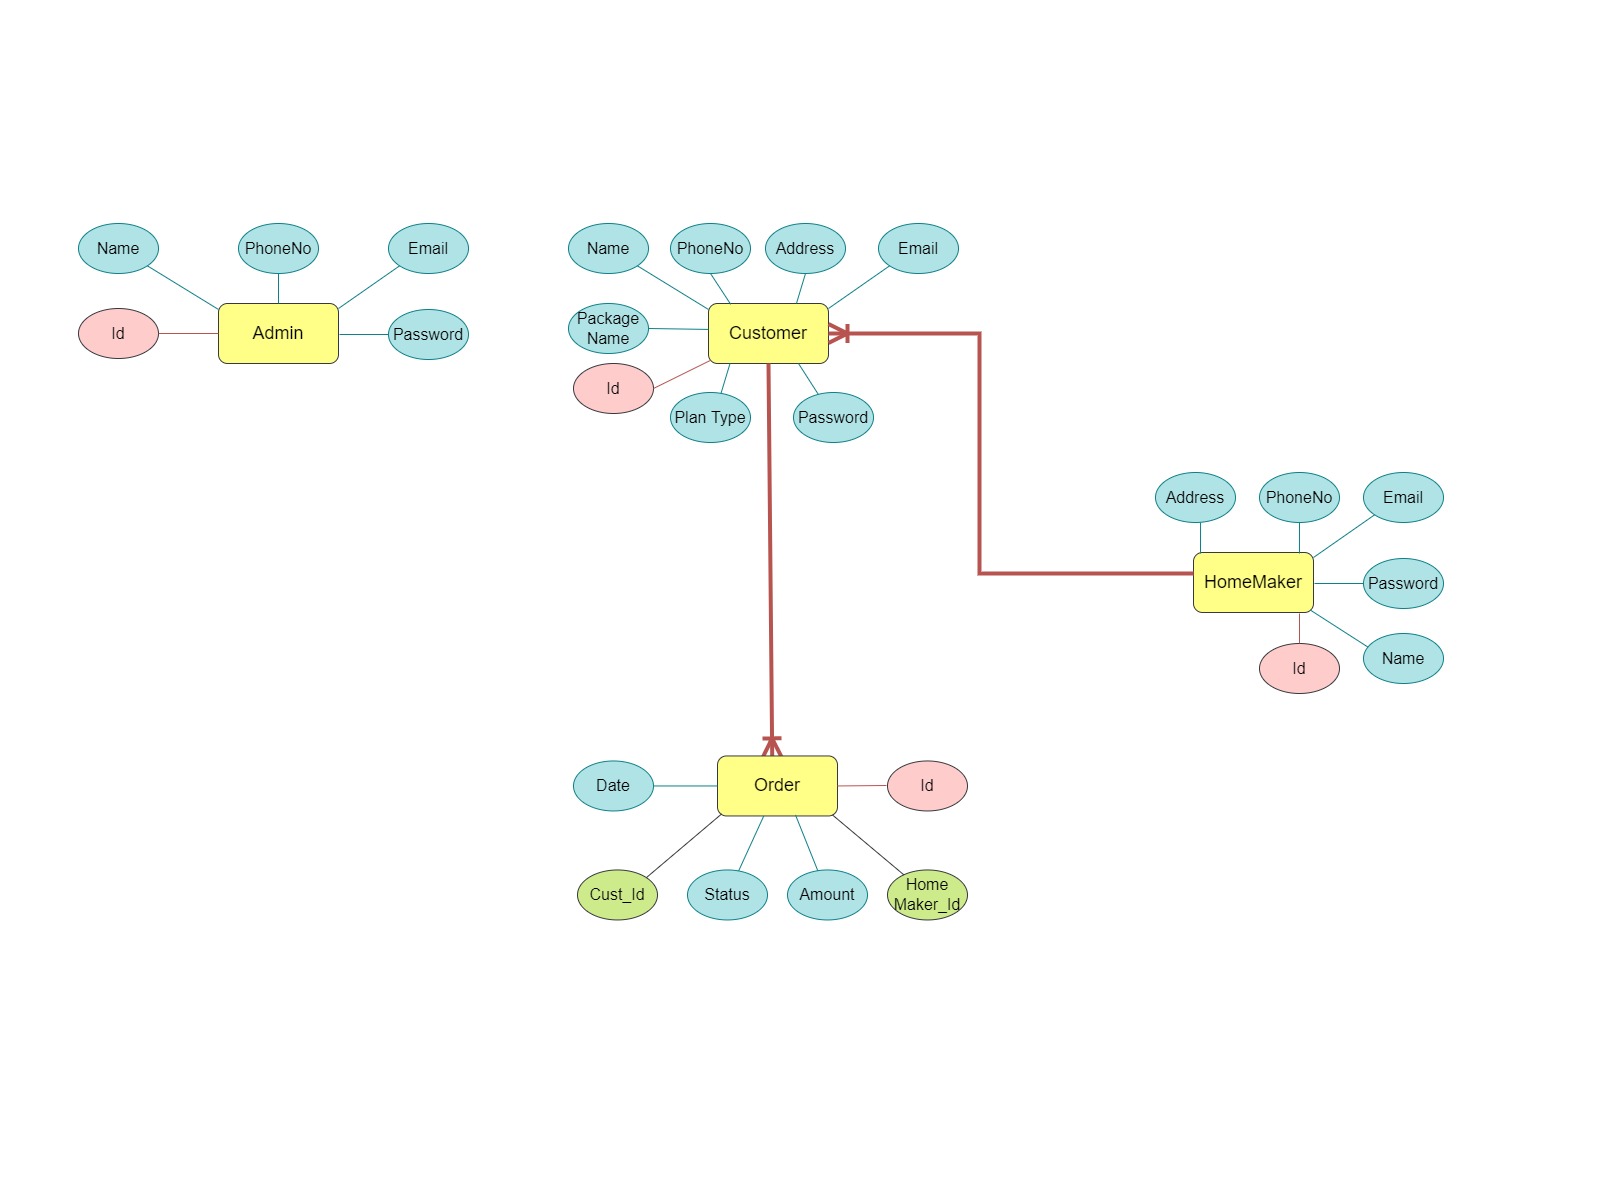 Name
PhoneNo
Email
Id
Admin
Password
Name
PhoneNo
Address
Email
Package
Name
Customer
Id
Plan Type
Password
Address
PhoneNo
Email
HomeMaker
Password
Id
Name
Date
Order
Id
Cust_Id
Status
Amount
Home
Maker_Id